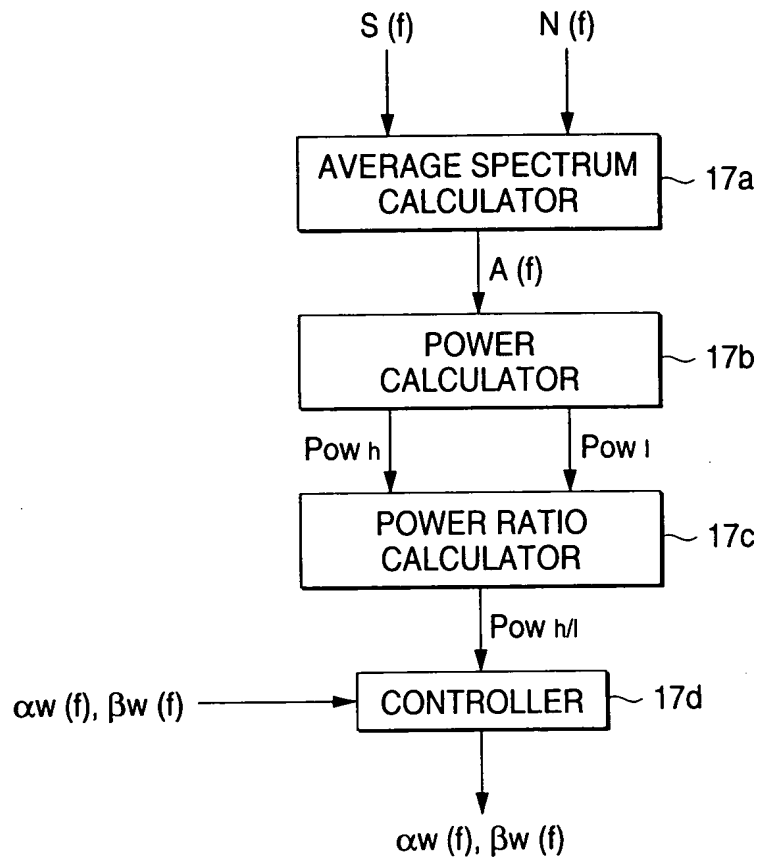 S (f) N (f)
AVERAGE SPECTRUM
CALCULATOR
17a
A (f)
POWER
CALCULATOR
17b
Pow h Pow l
POWER RATIO
CALCULATOR
17c
Pow h/l
αw (f), βw (f)
CONTROLLER
17d
αw (f), βw (f)